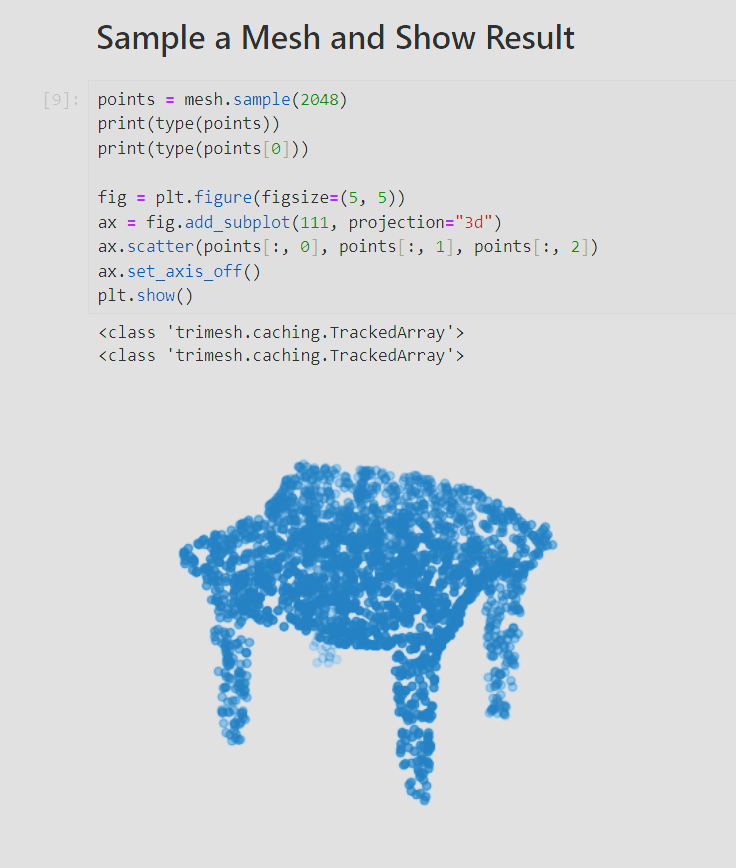 Sample a Mesh and Show Result
[9]:
points = mesh.sample(2048)
print(type(points))
print(type(points[0]))
fig = plt.figure(figsize=(5, 5))
ax = fig.add_subplot(111, projection="3d")
ax.scatter(points[:, 0], points[:, 1], points[:, 2])
ax.set_axis_off()
plt.show()
<class 'trimesh.caching.TrackedArray'>
<class 'trimesh.caching.TrackedArray'>